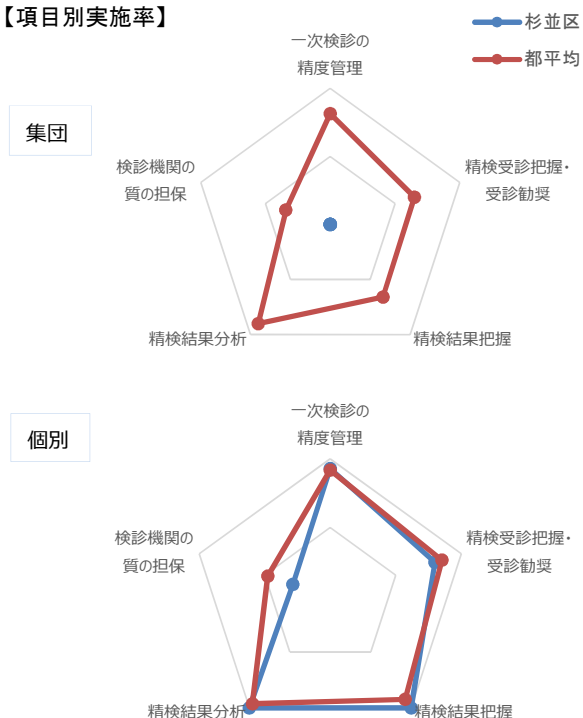 【項目別実施率】
杉並区
都平均
集団
一次検診の
精度管理
精検受診把握・
受診勧奨
精検結果把握
精検結果分析
検診機関の
質の担保
個別
一次検診の
精度管理
精検受診把握・
受診勧奨
精検結果把握
精検結果分析
検診機関の
質の担保